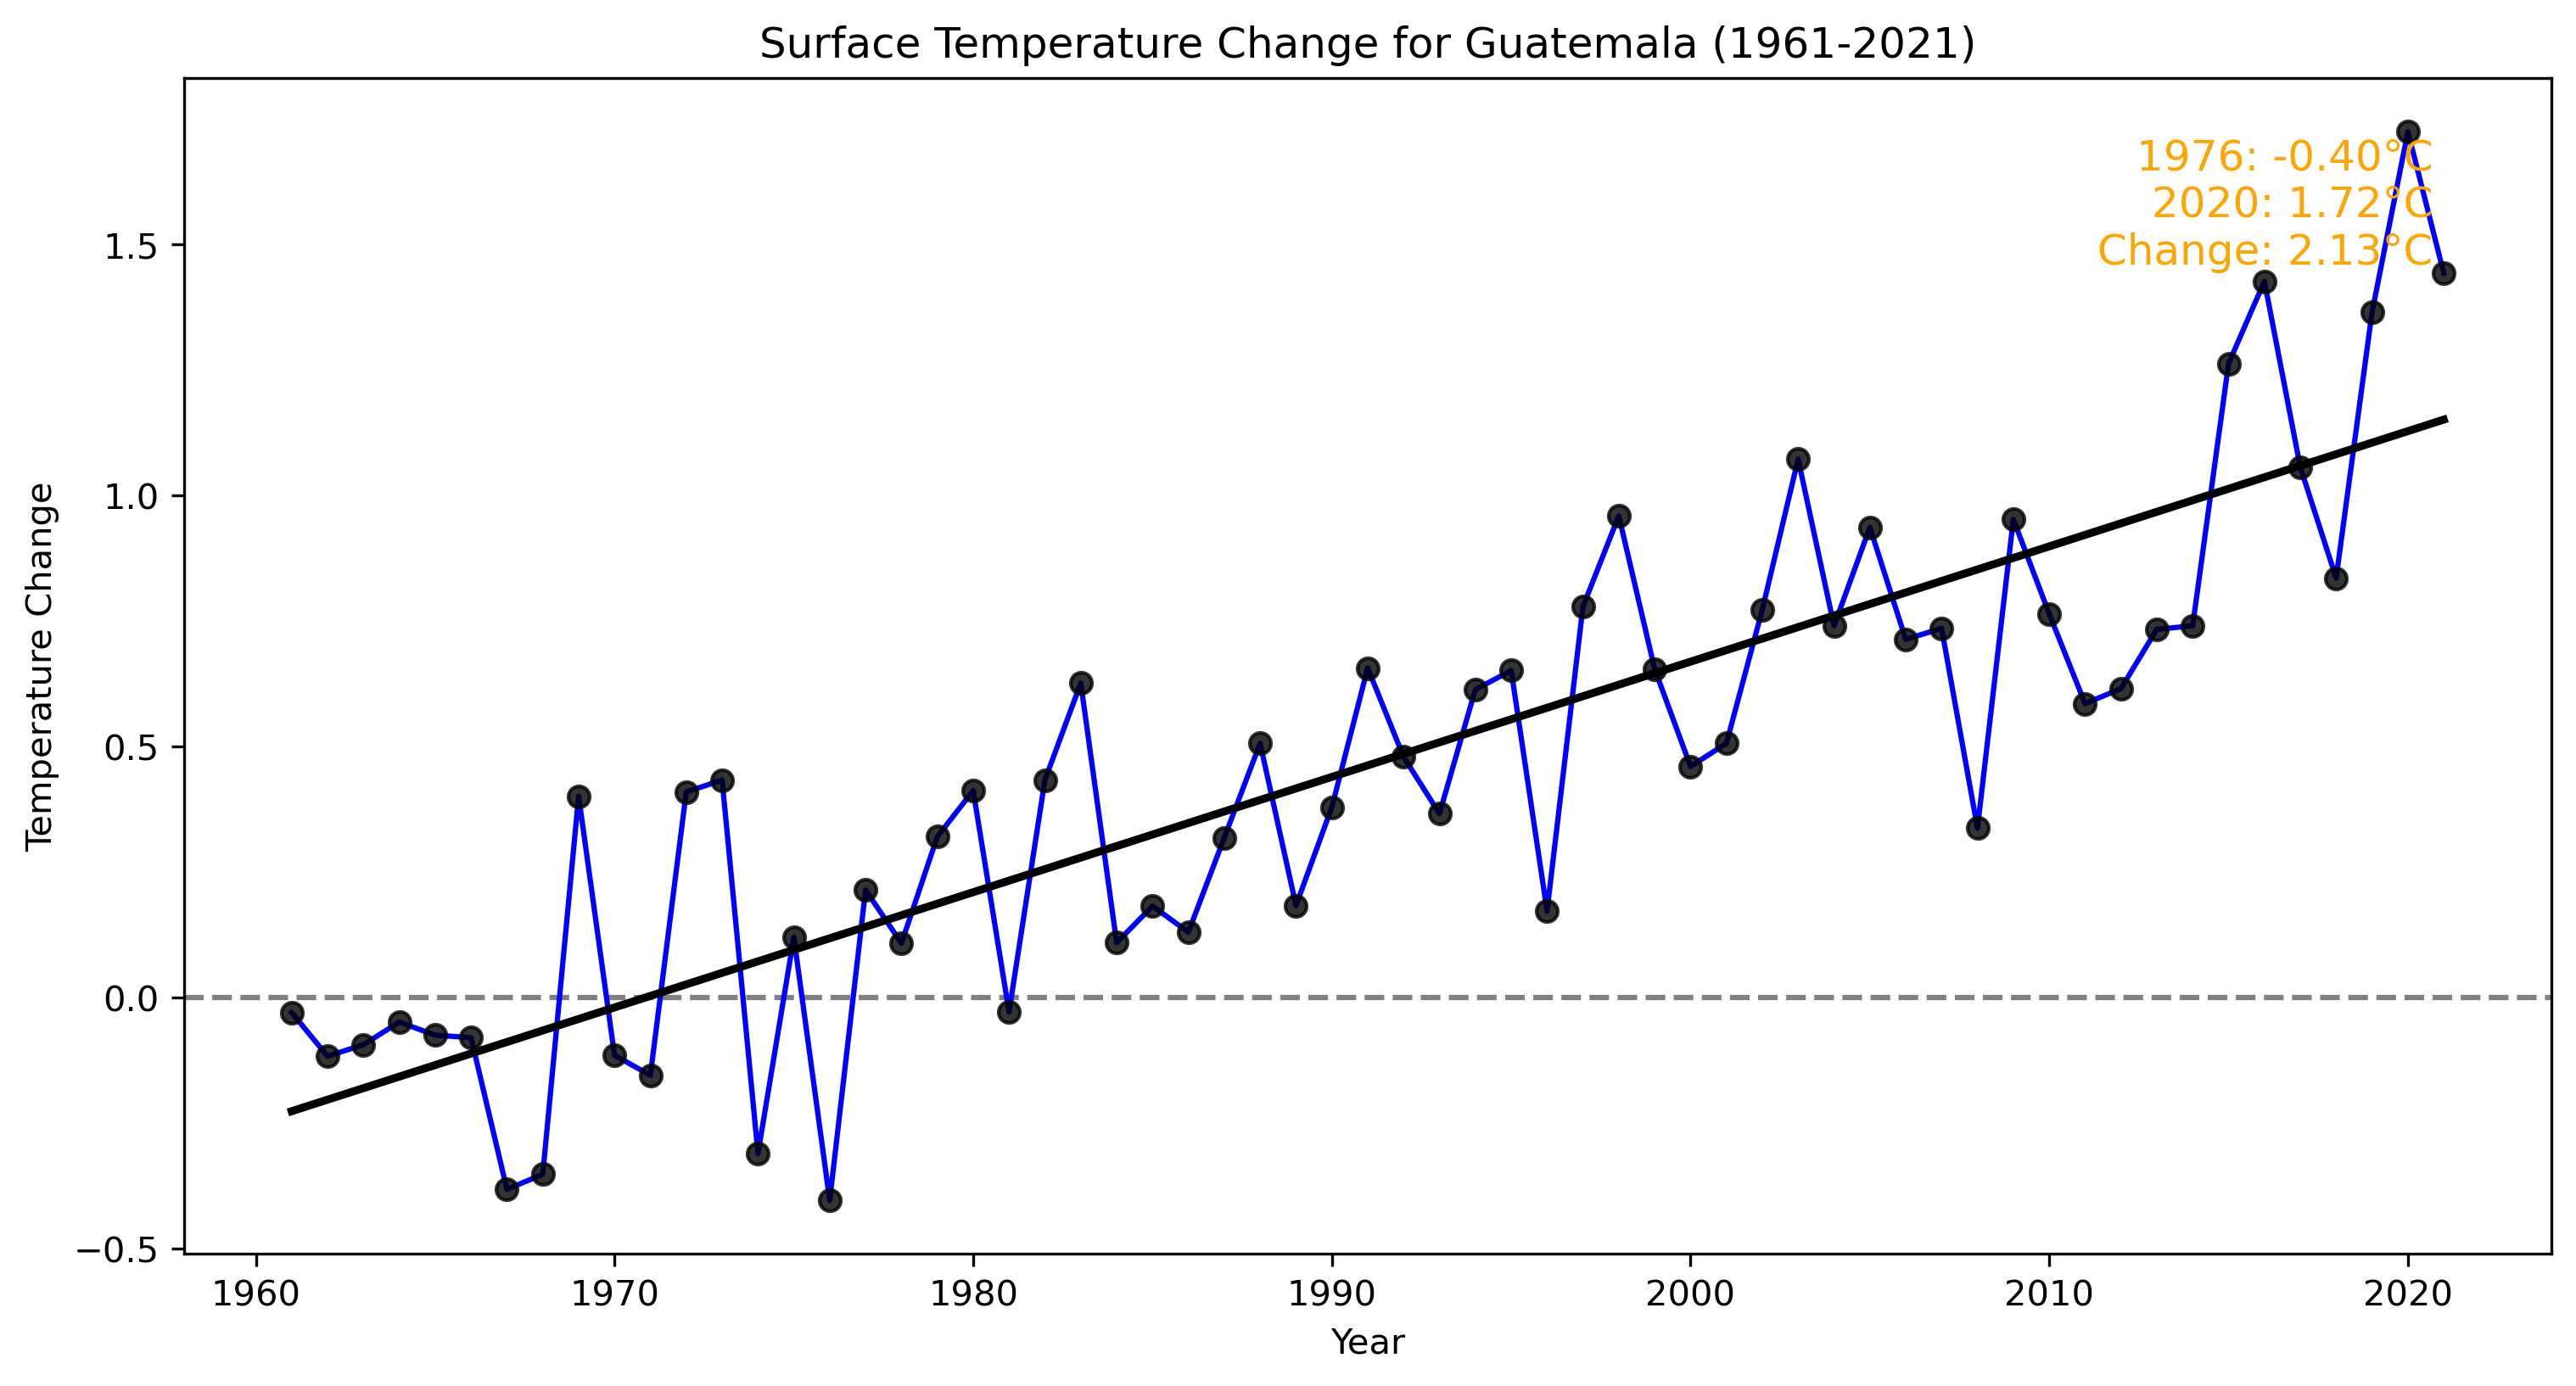 Surface Temperature Change for Guatemala (1961-2021)
1976: -0.40°C
2020: 1.72°C
Change: 2.13°C
Temperature Change
1.5
1.0
0.5
0.0
−0.5
1960 1970 1980 1990 2000 2010 2020
Year